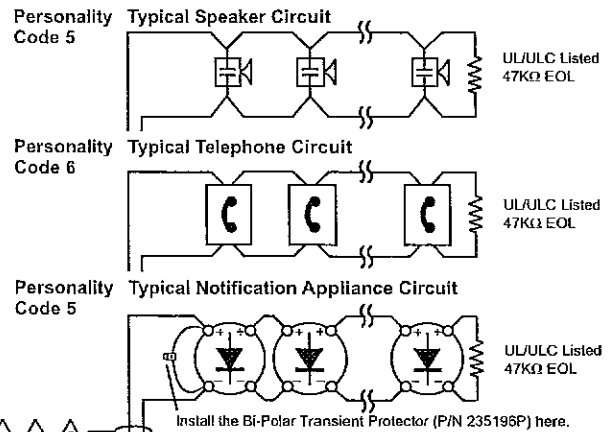 Personality Typical Speaker Circuit
Code 5
UL/ULC Listed
47KΩ EOL
Personality Typical Telephone Circuit
Code 6
UL/ULC Listed
47KΩ EOL
Personality Typical Notification Appliance Circuit
Code 5
+ + + + + +
- - - - - -
UL/ULC Listed
47KΩ EOL
Install the Bi-Polar Transient Protector (P/N 235196P) here.